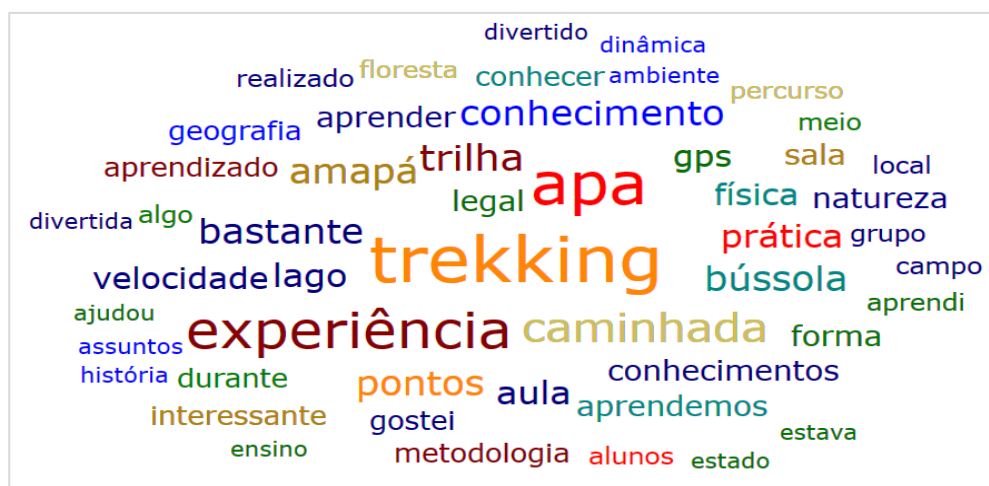 divertido dinâmica
realizado floresta conhecer ambiente
percurso
geografia aprender conhecimento meio
aprendizado amapá trilha apa gps sala local
divertida algo bastante legal física natureza
trekking prática grupo
velocidade lago bússola campo
ajudou experiência caminhada forma aprendi
assuntos
história durante pontos aula conhecimentos
interessante gostei aprendemos
ensino metodologia alunos estado estava